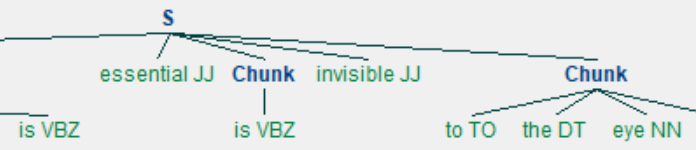 S
essential JJ Chunk invisible JJ Chunk
is VBZ is VBZ to TO the DT eye NN